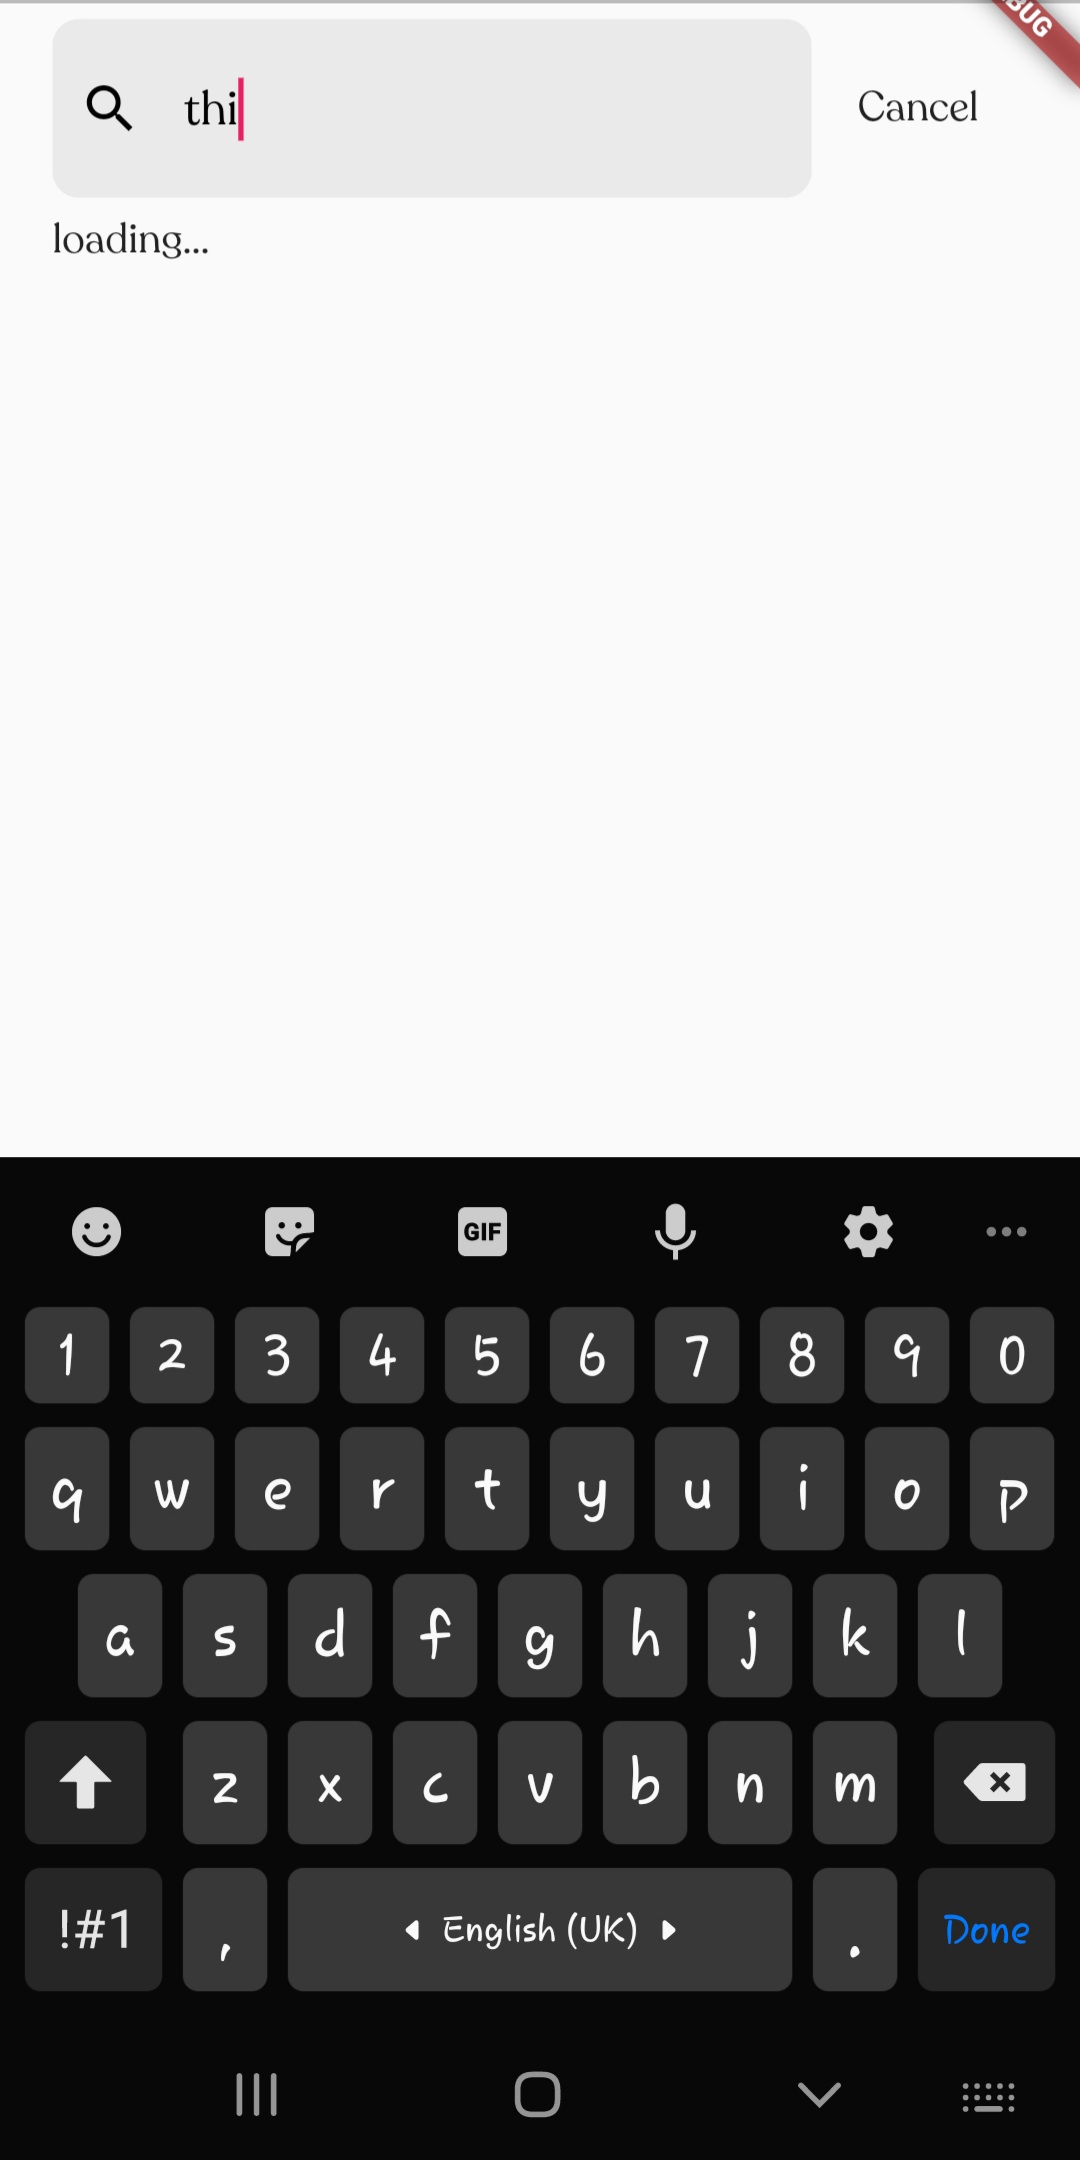 BUG
thi
Cancel
loading...
GIF
1 2 3 4 5 6 7 8 9 0
q w e r t y u i o p
a s d f g h j k l
z x c v b n m
!#1 , English (UK) . Done